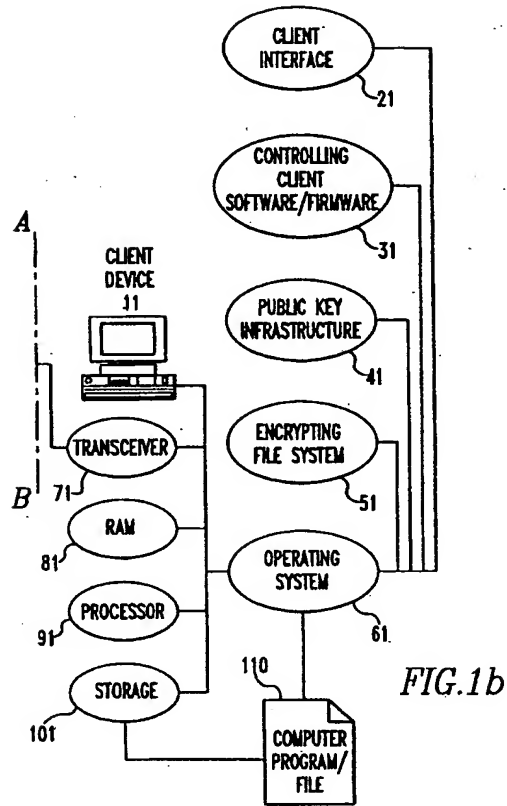 CLIENT
INTERFACE
21
CONTROLLING
CLIENT
SOFTWARE/FIRMWARE
31
A
CLIENT
DEVICE
11
PUBLIC KEY
INFRASTRUCTURE
41
ENCRYPTING
FILE SYSTEM
51
TRANSCEIVER
71
B
RAM
81
OPERATING
SYSTEM
61
PROCESSOR
91
STORAGE
101
110
COMPUTER
PROGRAM/
FILE
FIG.1b